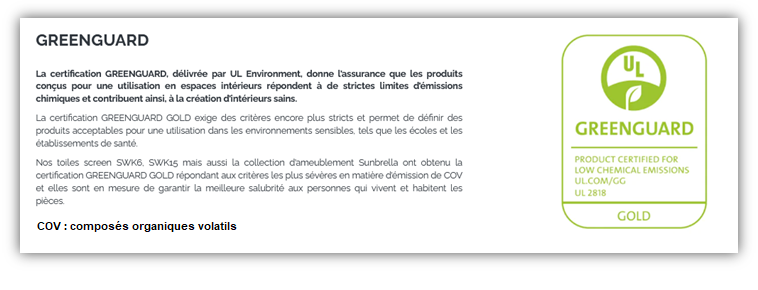 GREENGUARD
La certification GREENGUARD, délivrée par UL Environment, donne l'assurance que les produits
conçus pour une utilisation en espaces intérieurs répondent à de strictes limites d'émissions
chimiques et contribuent ainsi, à la création d'intérieurs sains.
La certification GREENGUARD GOLD exige des critères encore plus stricts et permet de définir des
produits acceptables pour une utilisation dans les environnements sensibles, tels que les écoles et les
établissements de santé.
Nos toiles screen SWK6, SWK15 mais aussi la collection d'ameublement Sunbrella ont obtenu la
certification GREENGUARD GOLD répondant aux critères les plus sévères en matière d'émission de COV
et elles sont en mesure de garantir la meilleure salubrité aux personnes qui vivent et habitent les
pièces.
COV : composés organiques volatils
UL
GREENGUARD
PRODUCT CERTIFIED FOR
LOW CHEMICAL EMISSIONS
UL.COM/GG
UL 2818
GOLD